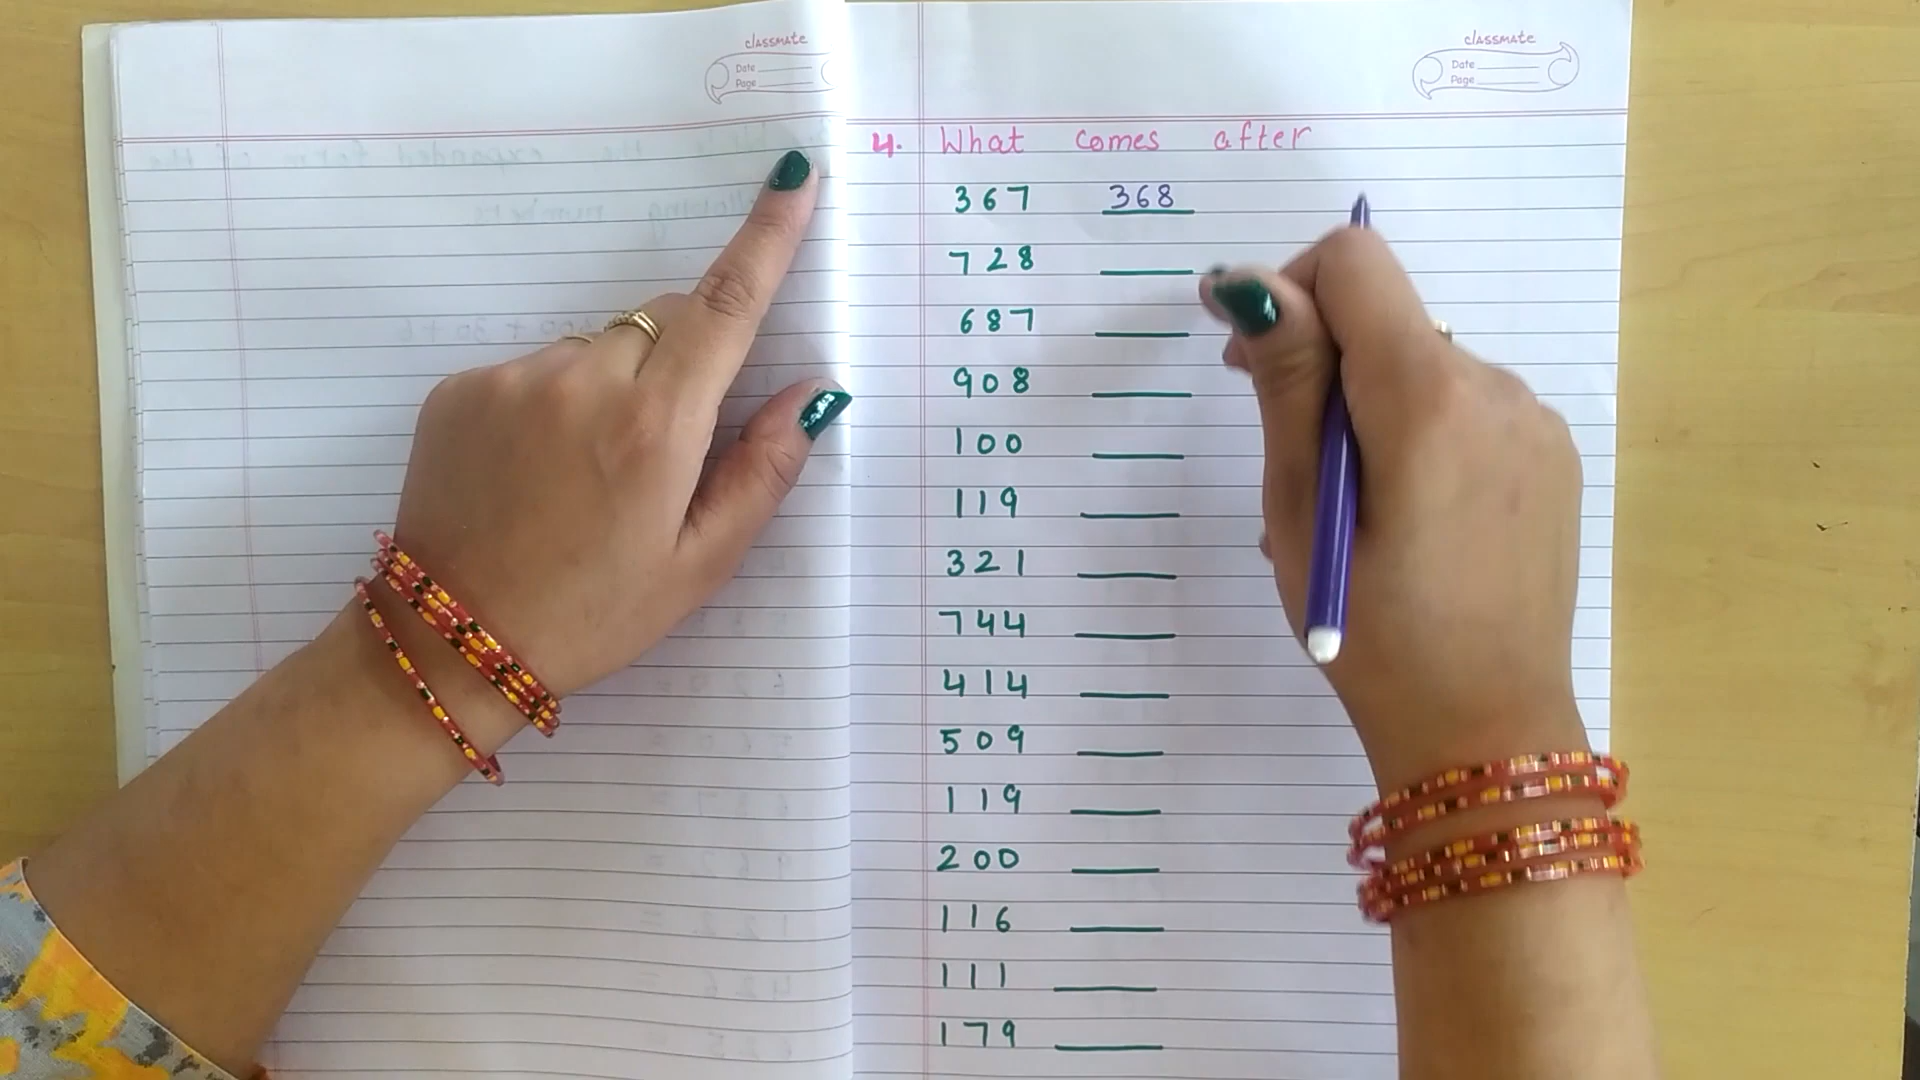 classmate
Date
Page
classmate
Date
Page
4. What comes after
367 368
728
687
908
100
119
321
744
414
509
119
200
116
111
179